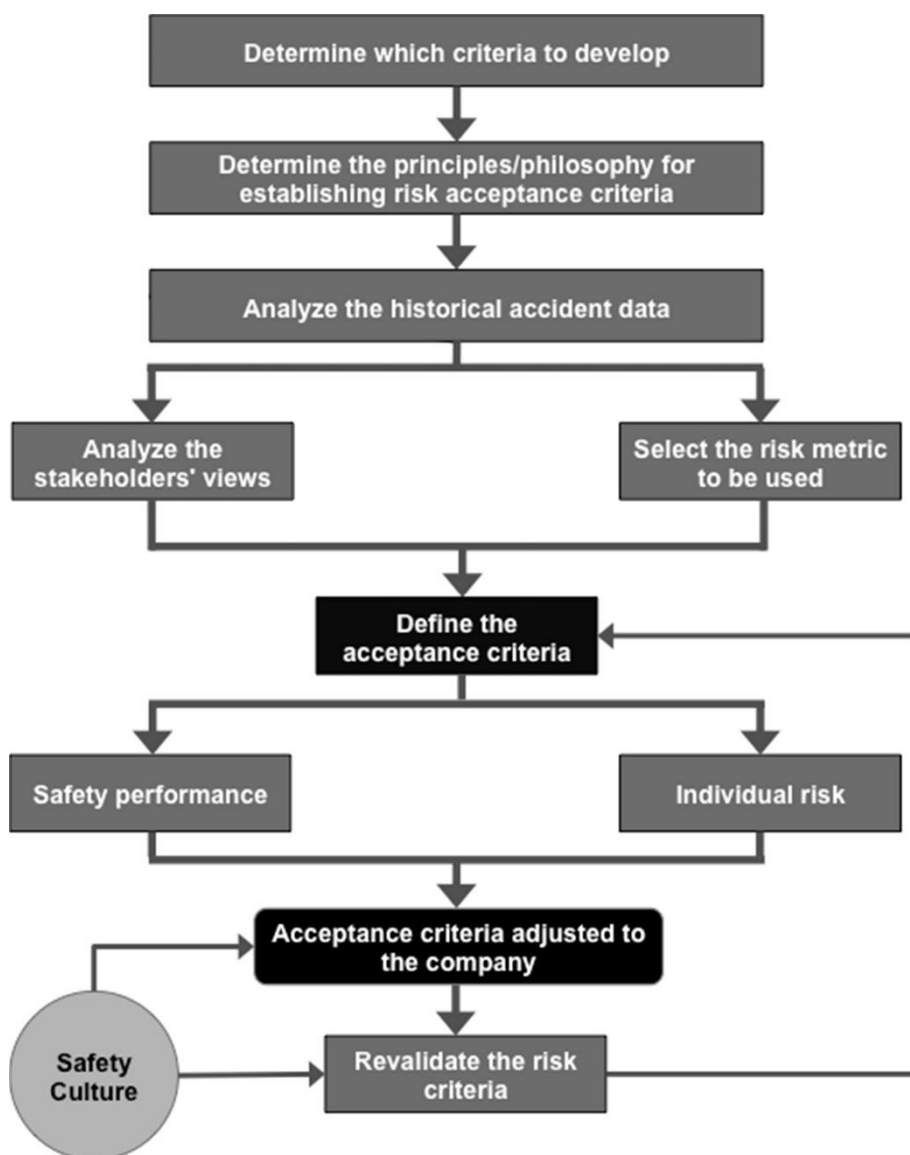 Determine which criteria to develop
Determine the principles/philosophy for
establishing risk acceptance criteria
Analyze the historical accident data
Analyze the
stakeholders' views
Select the risk metric
to be used
Define the
acceptance criteria
Safety performance
Individual risk
Acceptance criteria adjusted to
the company
Safety
Culture
Revalidate the risk
criteria